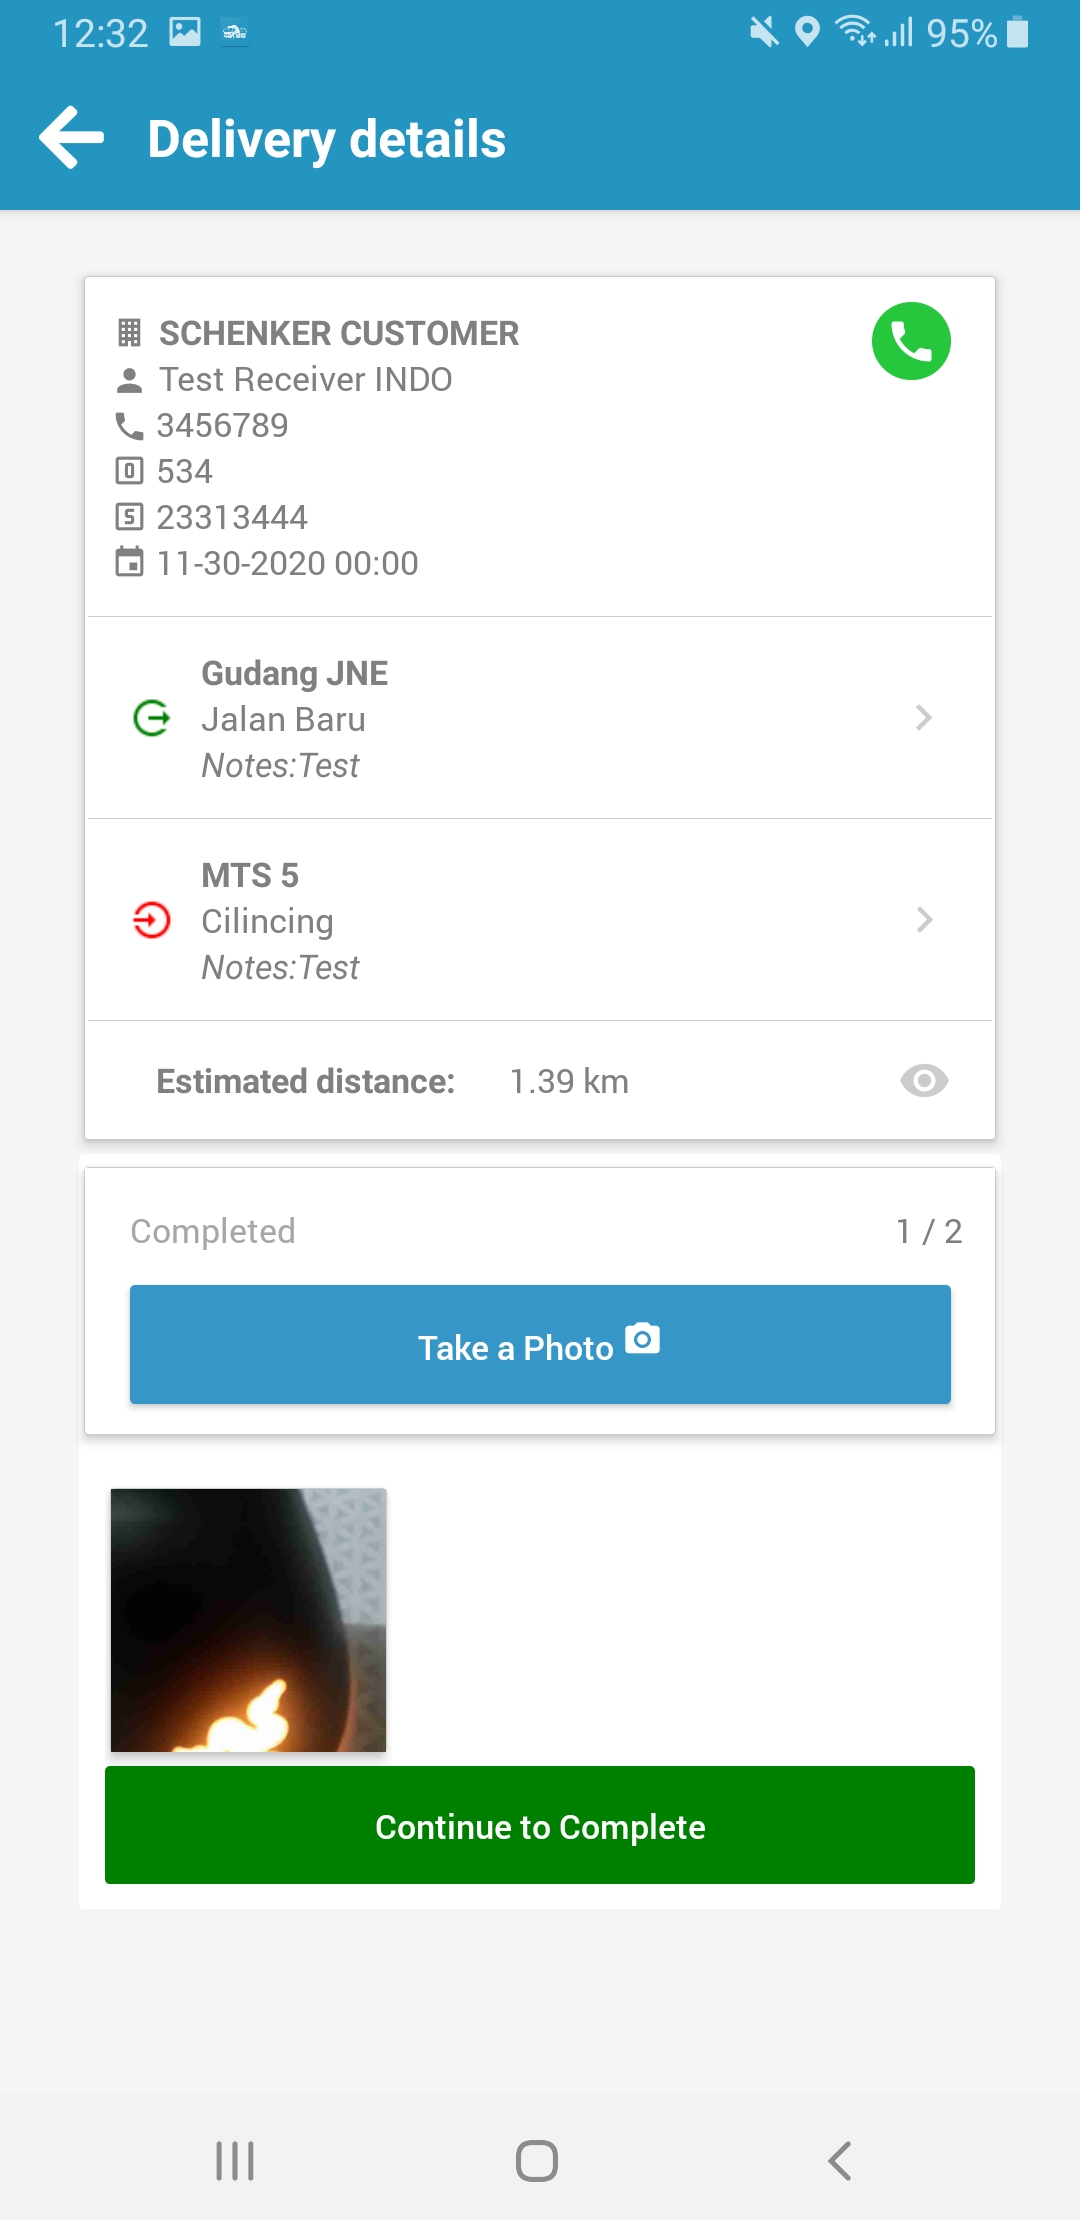 12:32
95%
Delivery details
SCHENKER CUSTOMER
Test Receiver INDO
3456789
534
23313444
11-30-2020 00:00
Gudang JNE
Jalan Baru
Notes:Test
MTS 5
Cilincing
Notes:Test
Estimated distance: 1.39 km
Completed 1 / 2
Take a Photo
Continue to Complete